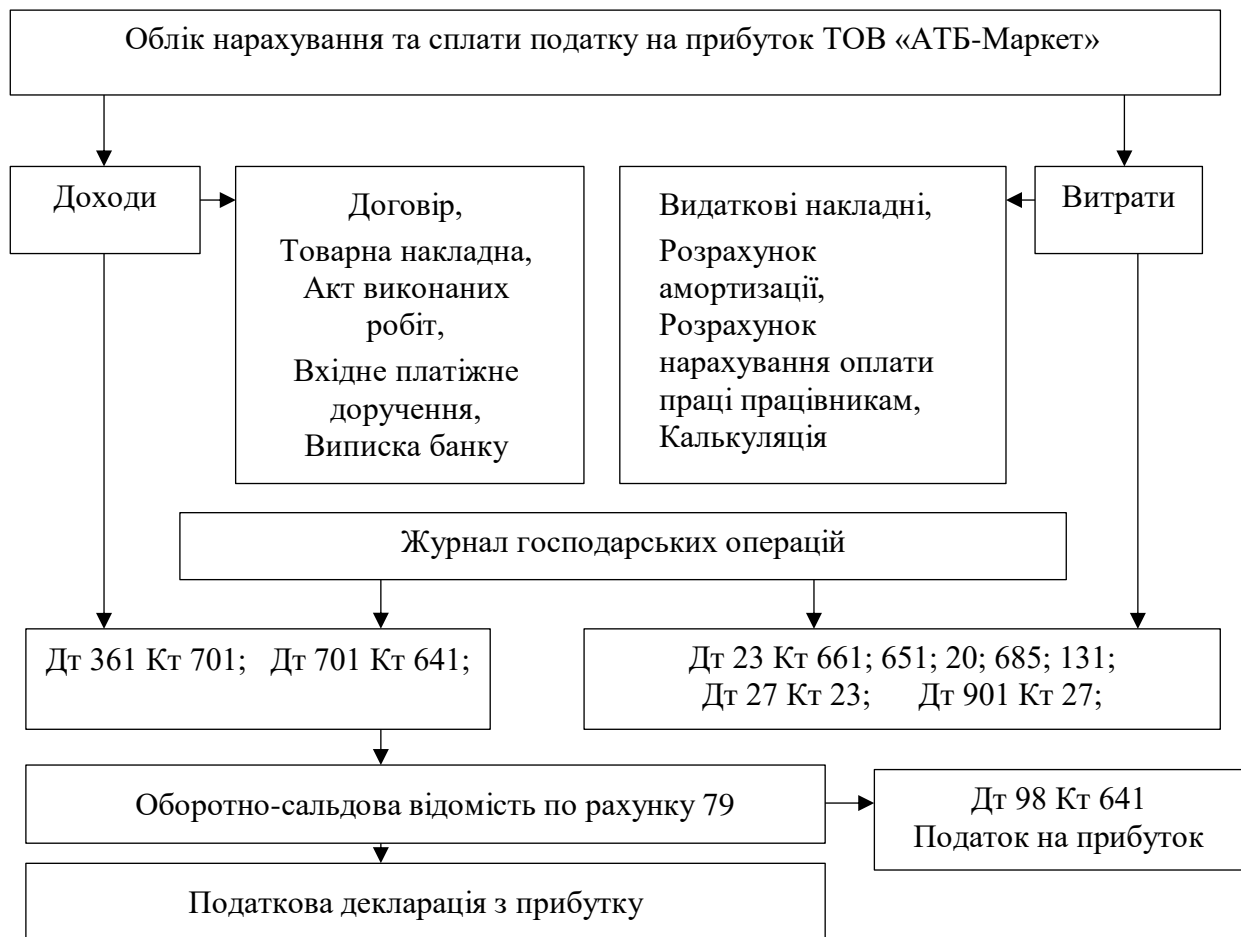 Облік нарахування та сплати податку на прибуток ТОВ «АТБ-Маркет»
Доходи
Договір,
Товарна накладна,
Акт виконаних
робіт,
Вхідне платіжне
доручення,
Виписка банку
Видаткові накладні,
Розрахунок
амортизації,
Розрахунок
нарахування оплати
праці працівникам,
Калькуляція
Витрати
Журнал господарських операцій
Дт 361 Кт 701; Дт 701 Кт 641;
Дт 23 Кт 661; 651; 20; 685; 131;
Дт 27 Кт 23; Дт 901 Кт 27;
Оборотно-сальдова відомість по рахунку 79
Дт 98 Кт 641
Податок на прибуток
Податкова декларація з прибутку